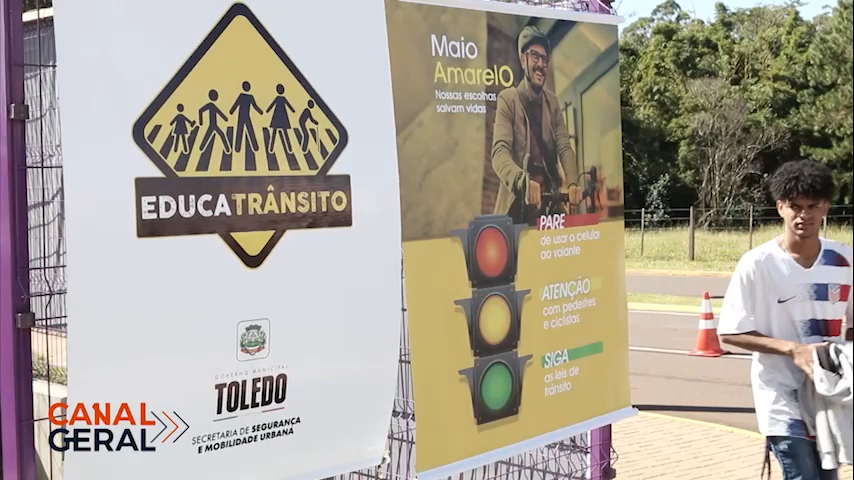 EDUCATRÂNSITO
GOVERNO MUNICIPAL
TOLEDO
SECRETARIA DE SEGURANÇA
E MOBILIDADE URBANA
Maio
AmarelO
Nossas escolhas
salvam vidas
PARE
de usar o celular
ao volante
ATENÇÃO
com pedestres
e ciclistas
SIGA
as leis de
trânsito
CANAL
GERAL